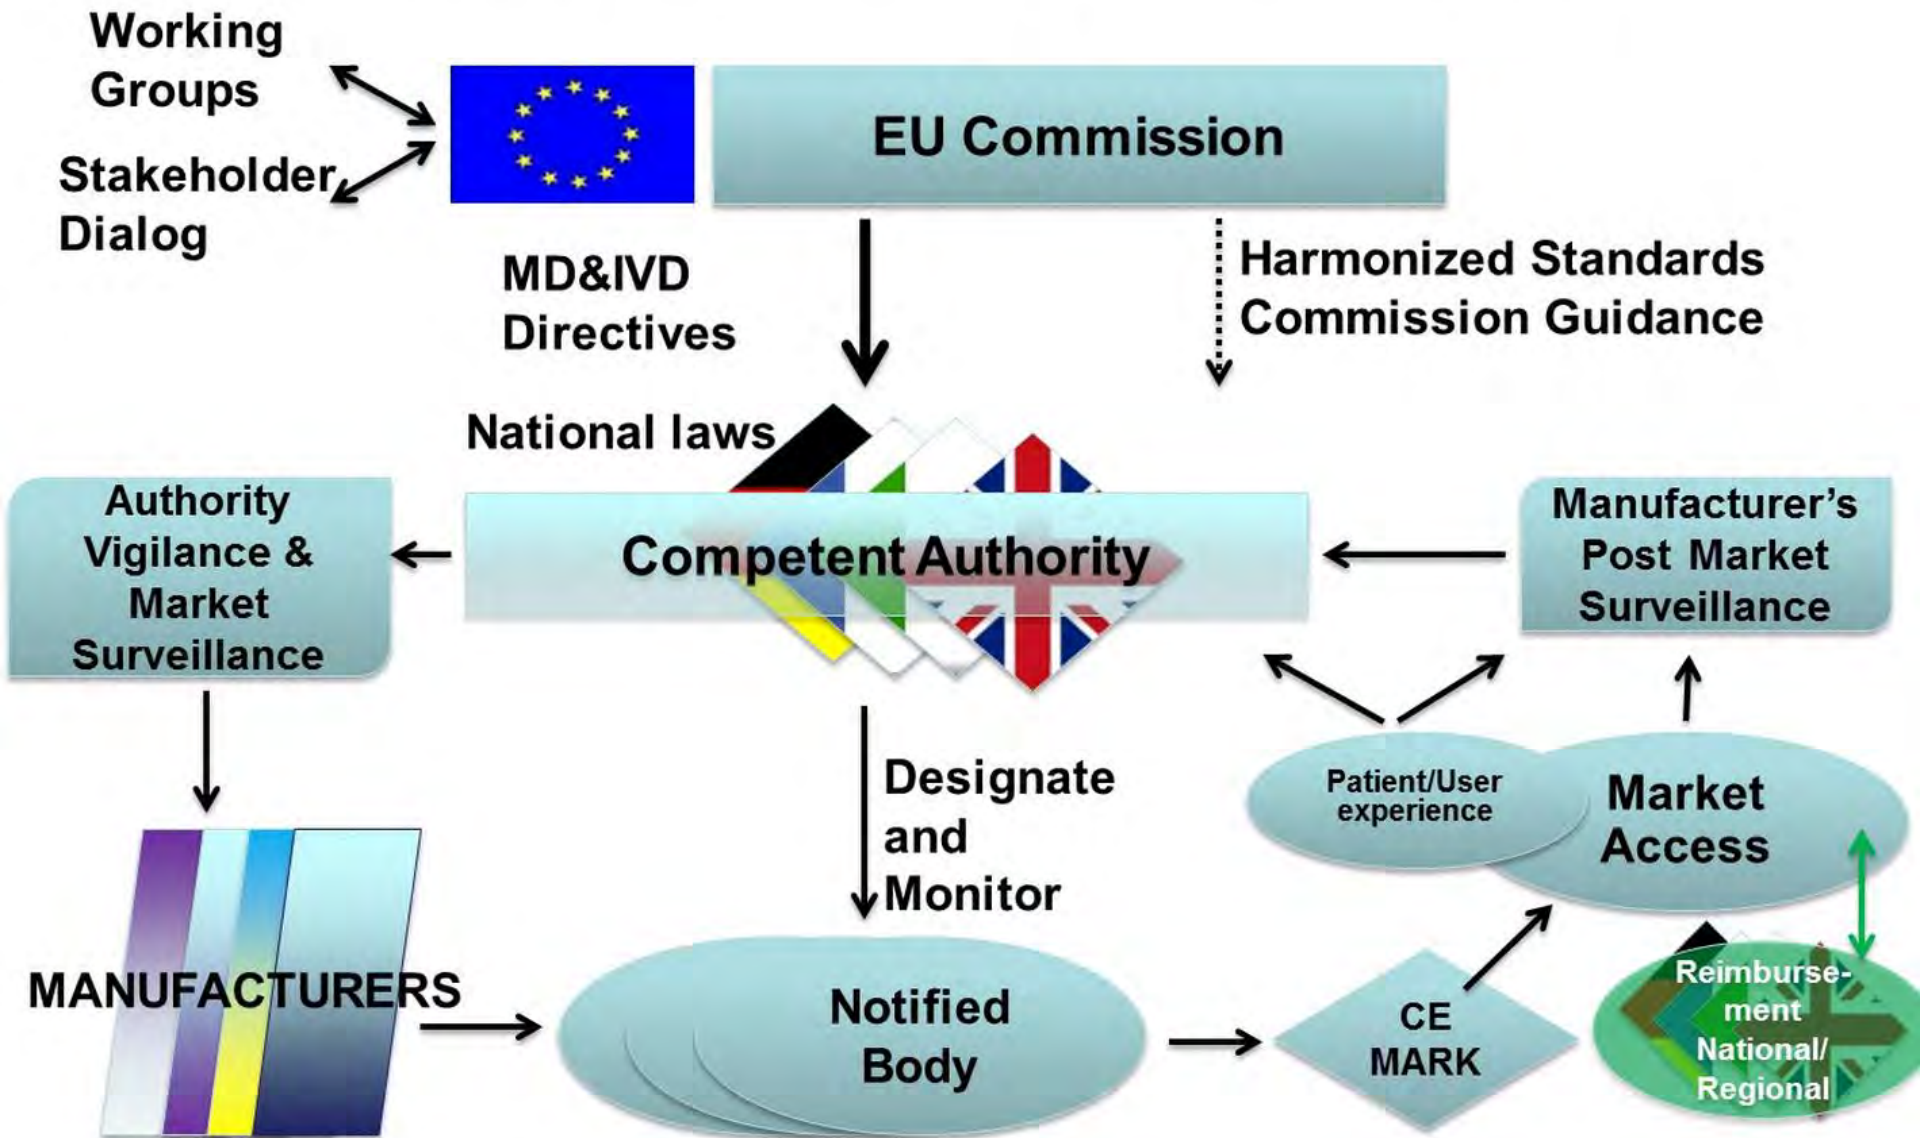 Working
Groups
Stakeholder
Dialog
EU Commission
MD&IVD
Directives
Harmonized Standards
Commission Guidance
National laws
Authority
Vigilance &
Market
Surveillance
Competent Authority
Manufacturer’s
Post Market
Surveillance
Designate
and
Monitor
Patient/User
experience
Market
Access
MANUFACTURERS
Notified
Body
CE
MARK
Reimburse-
ment
National/
Regional